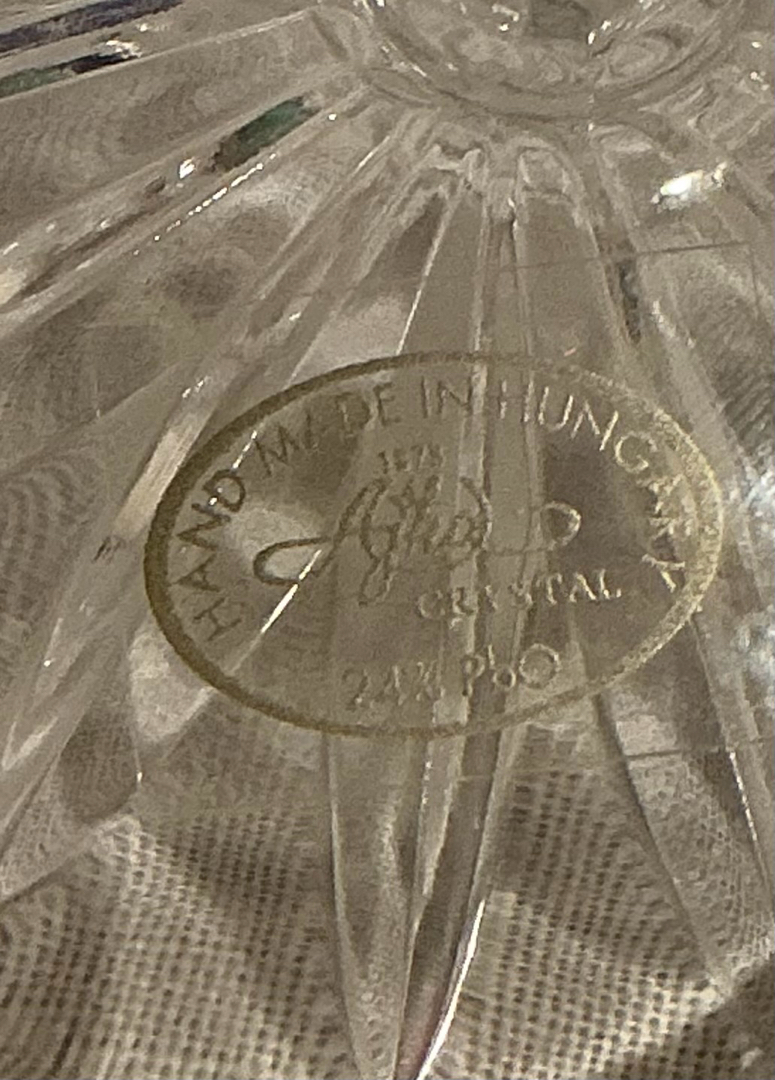 HAND MADE IN HUNGARY
1878
Ajka
CRYSTAL
24% PbO